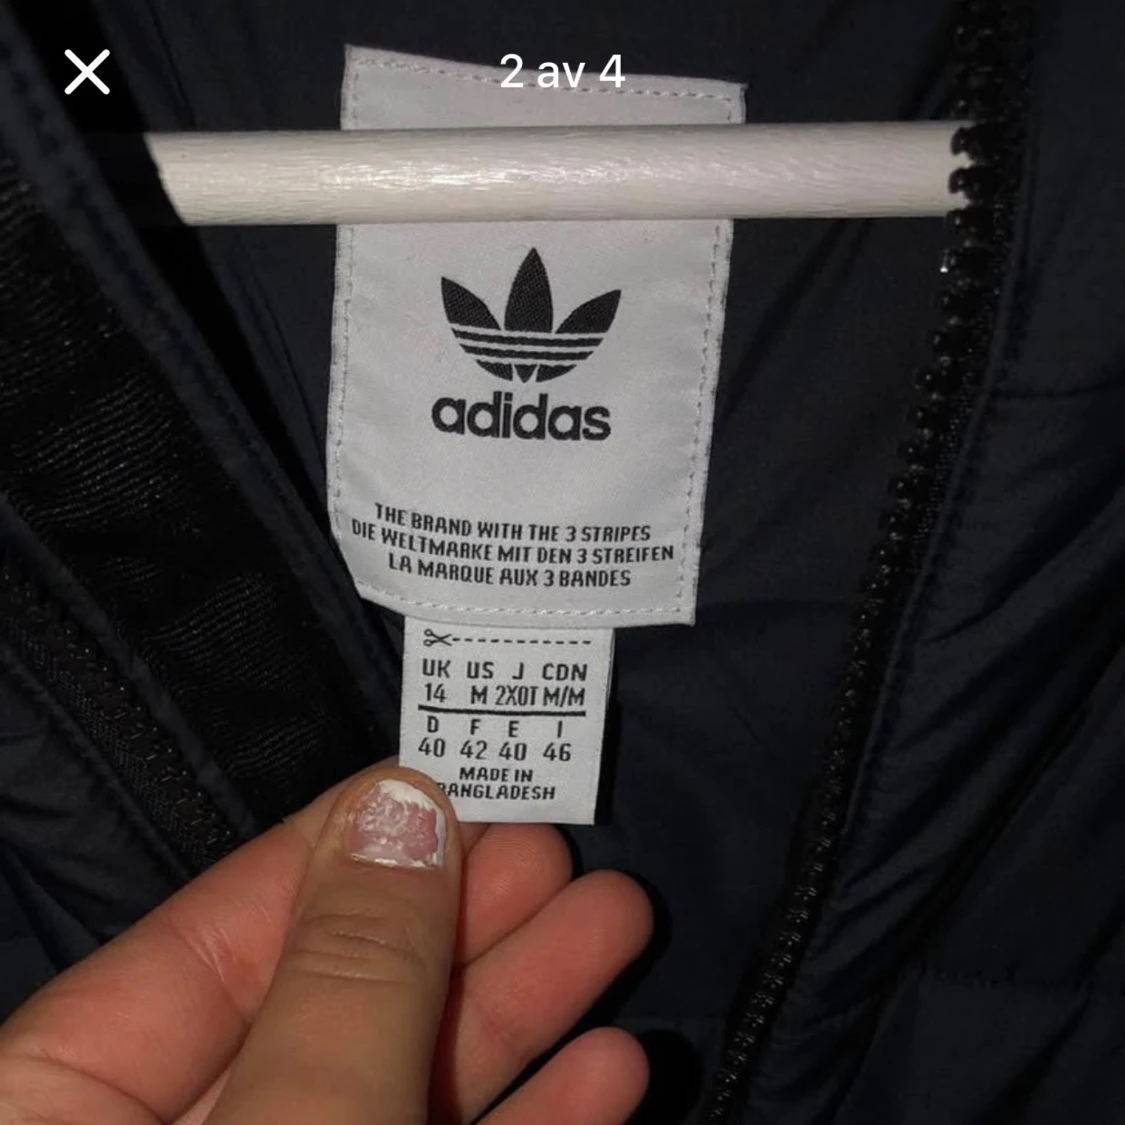 2 av 4
adidas
THE BRAND WITH THE 3 STRIPES
DIE WELTMARKE MIT DEN 3 STREIFEN
LA MARQUE AUX 3 BANDES
UK US J CDN
14 M 2XOT M/M
D F E I
40 42 40 46
MADE IN
BANGLADESH